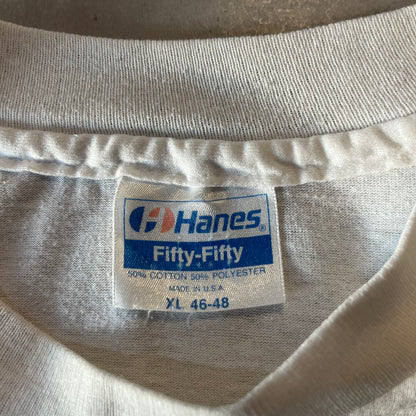 Hanes®
Fifty-Fifty
50% COTTON 50% POLYESTER
MADE IN U.S.A
XL 46-48